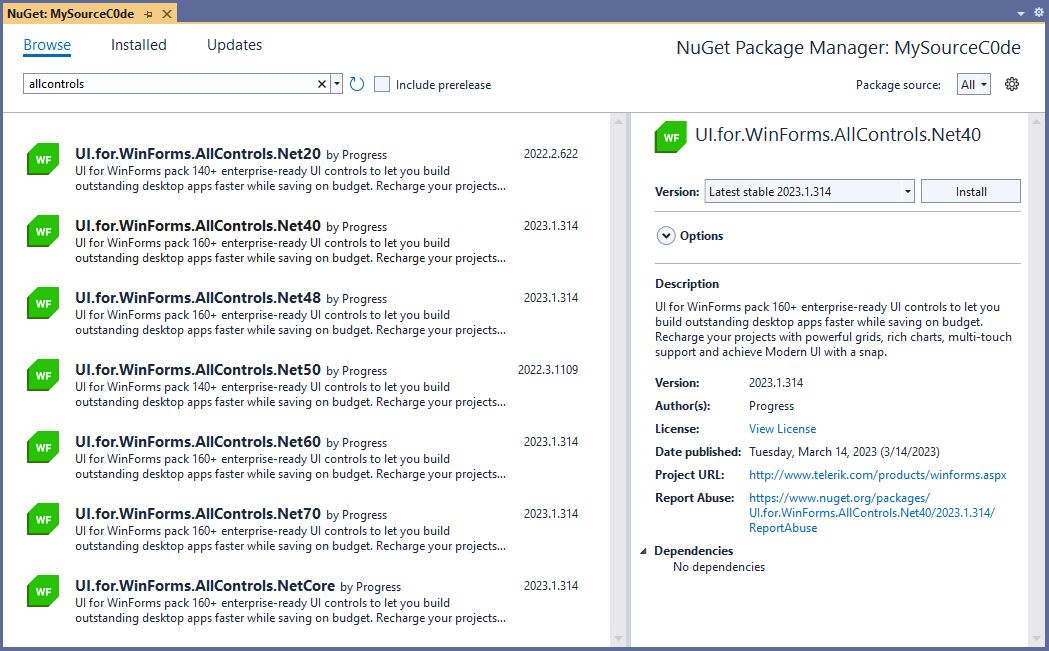 NuGet: MySourceC0de
Browse Installed Updates
NuGet Package Manager: MySourceC0de
allcontrols
Include prerelease
Package source: All
WF
UI.for.WinForms.AllControls.Net20 by Progress 2022.2.622
UI for WinForms pack 140+ enterprise-ready UI controls to let you build
outstanding desktop apps faster while saving on budget. Recharge your projects...
WF
UI.for.WinForms.AllControls.Net40 by Progress 2023.1.314
UI for WinForms pack 160+ enterprise-ready UI controls to let you build
outstanding desktop apps faster while saving on budget. Recharge your projects...
WF
UI.for.WinForms.AllControls.Net48 by Progress 2023.1.314
UI for WinForms pack 160+ enterprise-ready UI controls to let you build
outstanding desktop apps faster while saving on budget. Recharge your projects...
WF
UI.for.WinForms.AllControls.Net50 by Progress 2022.3.1109
UI for WinForms pack 140+ enterprise-ready UI controls to let you build
outstanding desktop apps faster while saving on budget. Recharge your projects...
WF
UI.for.WinForms.AllControls.Net60 by Progress 2023.1.314
UI for WinForms pack 160+ enterprise-ready UI controls to let you build
outstanding desktop apps faster while saving on budget. Recharge your projects...
WF
UI.for.WinForms.AllControls.Net70 by Progress 2023.1.314
UI for WinForms pack 160+ enterprise-ready UI controls to let you build
outstanding desktop apps faster while saving on budget. Recharge your projects...
WF
UI.for.WinForms.AllControls.NetCore by Progress 2023.1.314
UI for WinForms pack 160+ enterprise-ready UI controls to let you build
outstanding desktop apps faster while saving on budget. Recharge your projects...
WF
UI.for.WinForms.AllControls.Net40
Version: Latest stable 2023.1.314 Install
Options
Description
UI for WinForms pack 160+ enterprise-ready UI controls to let you
build outstanding desktop apps faster while saving on budget.
Recharge your projects with powerful grids, rich charts, multi-touch
support and achieve Modern UI with a snap.
Version: 2023.1.314
Author(s): Progress
License: View License
Date published: Tuesday, March 14, 2023 (3/14/2023)
Project URL: http://www.telerik.com/products/winforms.aspx
Report Abuse: https://www.nuget.org/packages/
UI.for.WinForms.AllControls.Net40/2023.1.314/
ReportAbuse
Dependencies
No dependencies